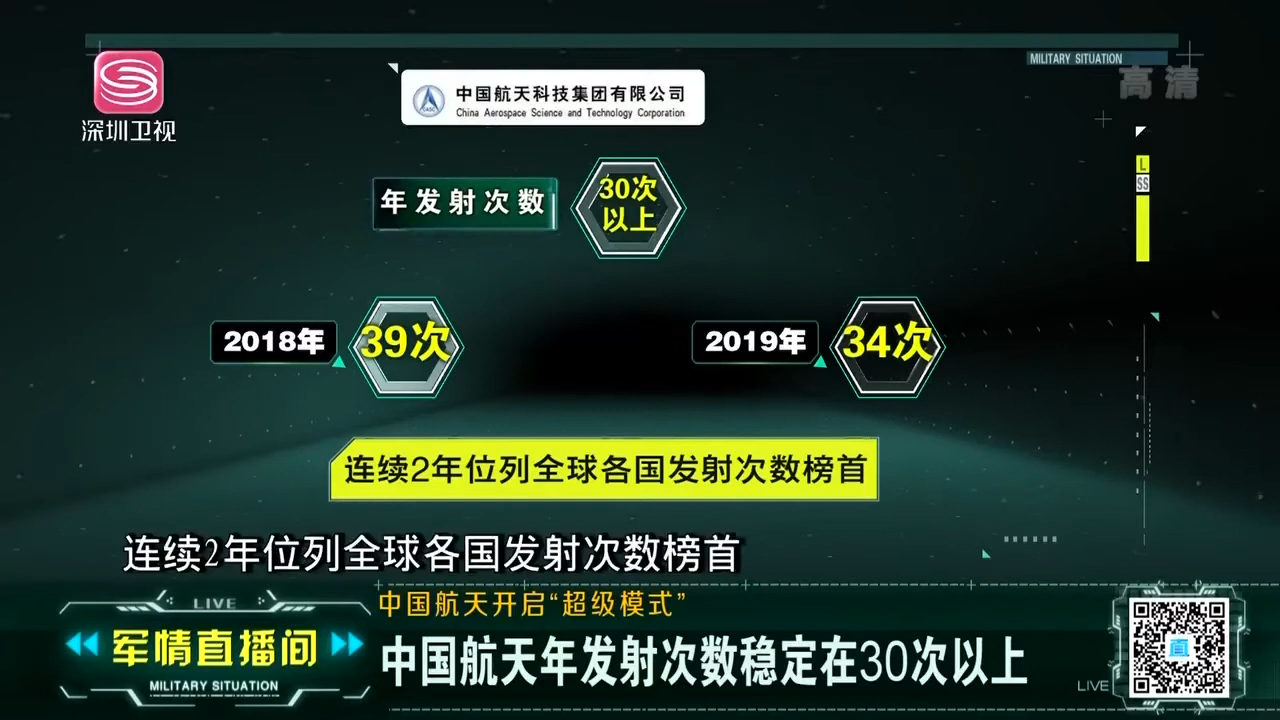 MILITARY SITUATION
高清
深圳卫视
中国航天科技集团有限公司
China Aerospace Science and Technology Corporation
年发射次数
30次
以上
L
SS
2018年
39次
2019年
34次
连续2年位列全球各国发射次数榜首
连续2年位列全球各国发射次数榜首
LIVE
军情直播间
MILITARY SITUATION
中国航天开启“超级模式”
中国航天年发射次数稳定在30次以上
LIVE
直